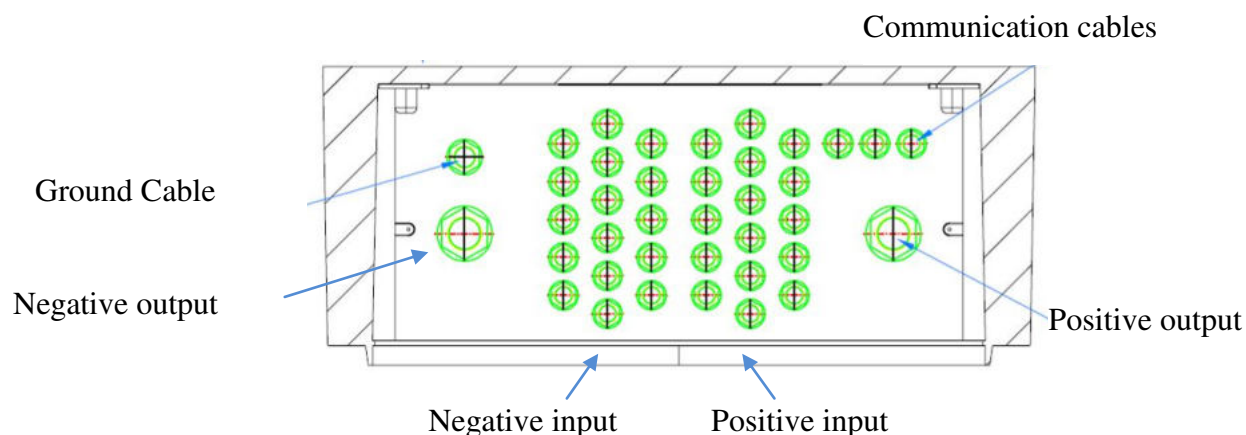 Communication cables
Ground Cable
Negative output
Positive output
Negative input
Positive input